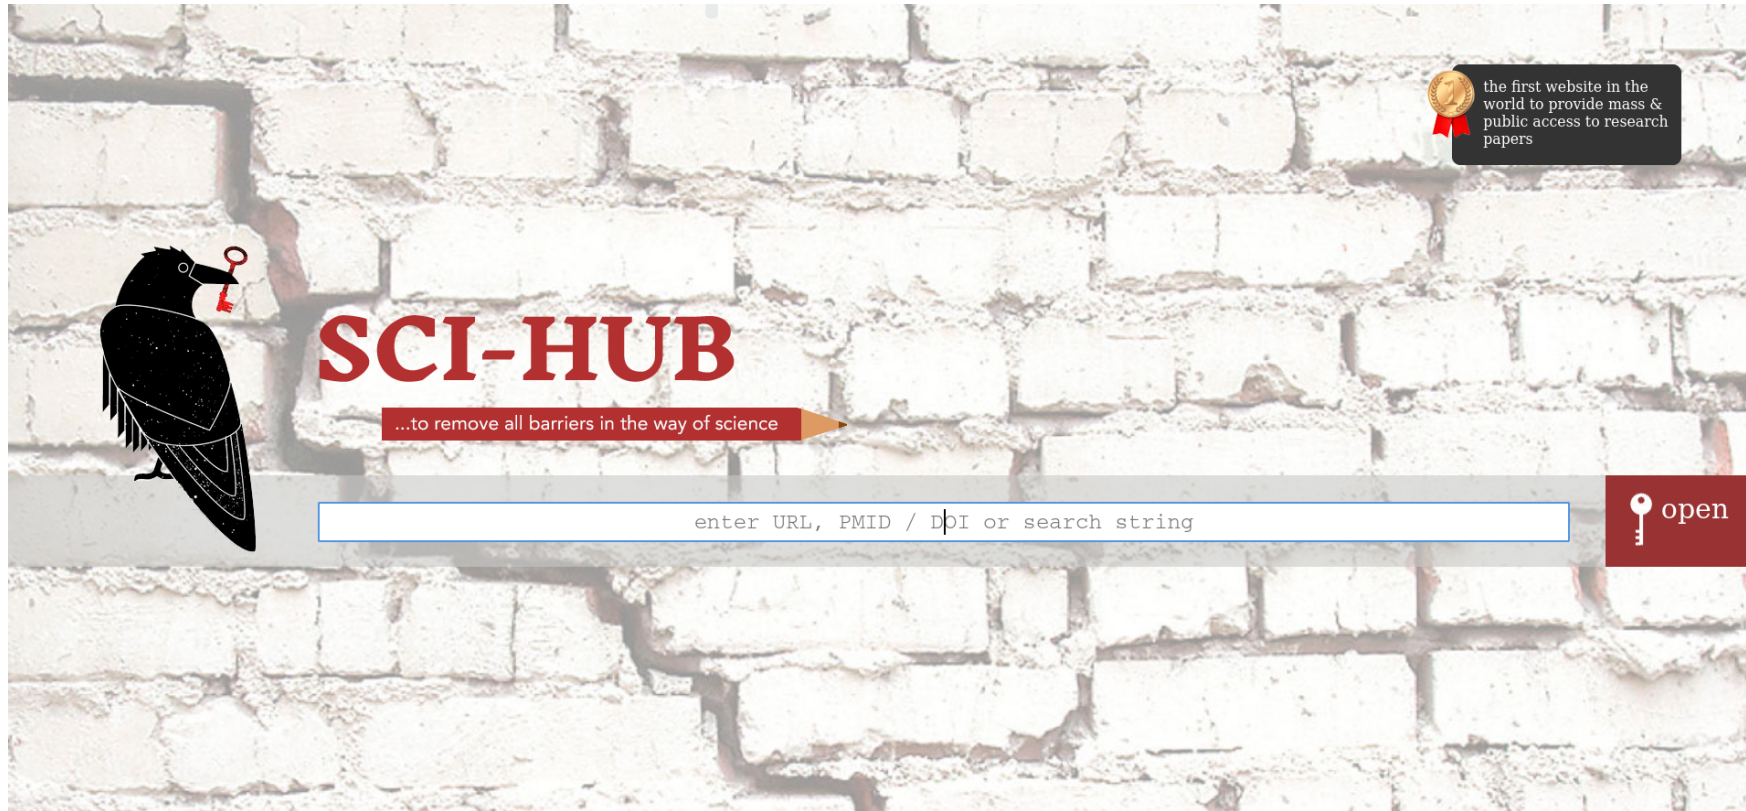 the first website in the
world to provide mass &
public access to research
papers
SCI-HUB
...to remove all barriers in the way of science
enter URL, PMID / DOI or search string
open